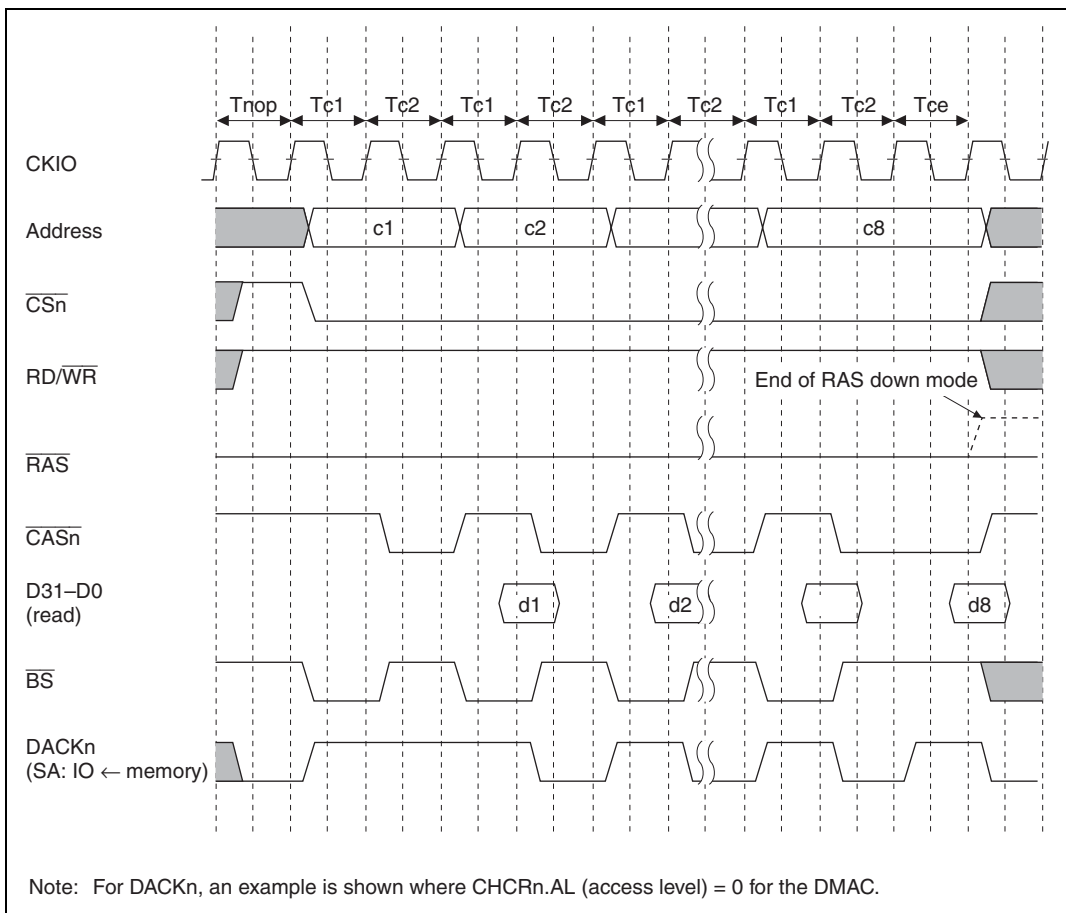 Tnop Tc1 Tc2 Tc1 Tc2 Tc1 Tc2 Tc1 Tc2 Tce
CKIO
Address c1 c2 c8
CSn
RD/WR
End of RAS down mode
RAS
CASn
D31–D0
(read) d1 d2 d8
BS
DACKn
(SA: IO ← memory)
Note: For DACKn, an example is shown where CHCRn.AL (access level) = 0 for the DMAC.